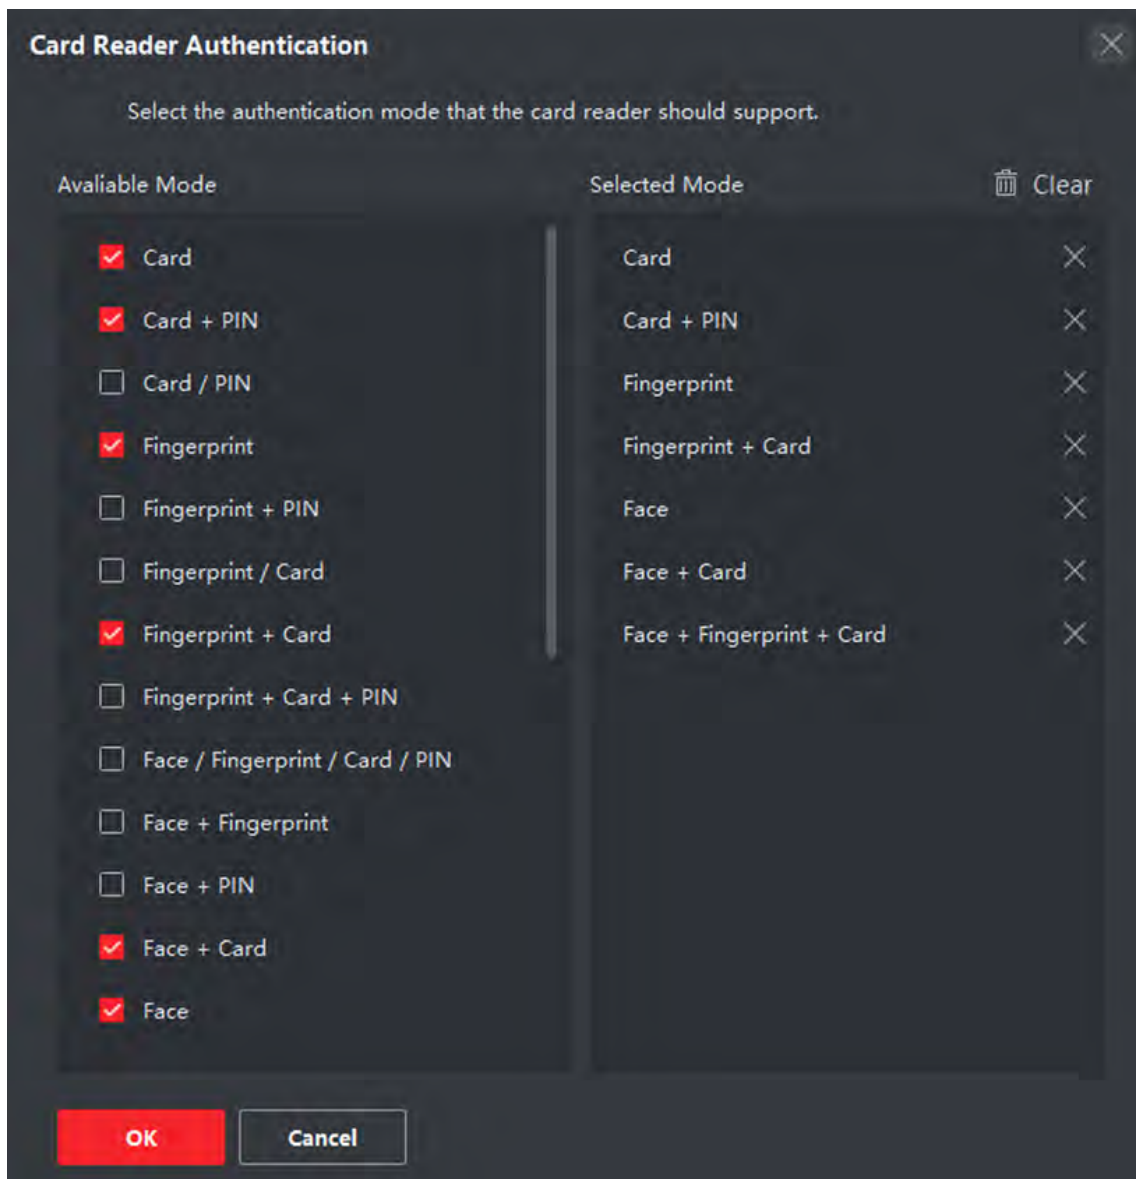 Card Reader Authentication
Select the authentication mode that the card reader should support.
Avaliable Mode
Card
Card + PIN
Card / PIN
Fingerprint
Fingerprint + PIN
Fingerprint / Card
Fingerprint + Card
Fingerprint + Card + PIN
Face / Fingerprint / Card / PIN
Face + Fingerprint
Face + PIN
Face + Card
Face
Selected Mode
Clear
Card
Card + PIN
Fingerprint
Fingerprint + Card
Face
Face + Card
Face + Fingerprint + Card
OK
Cancel